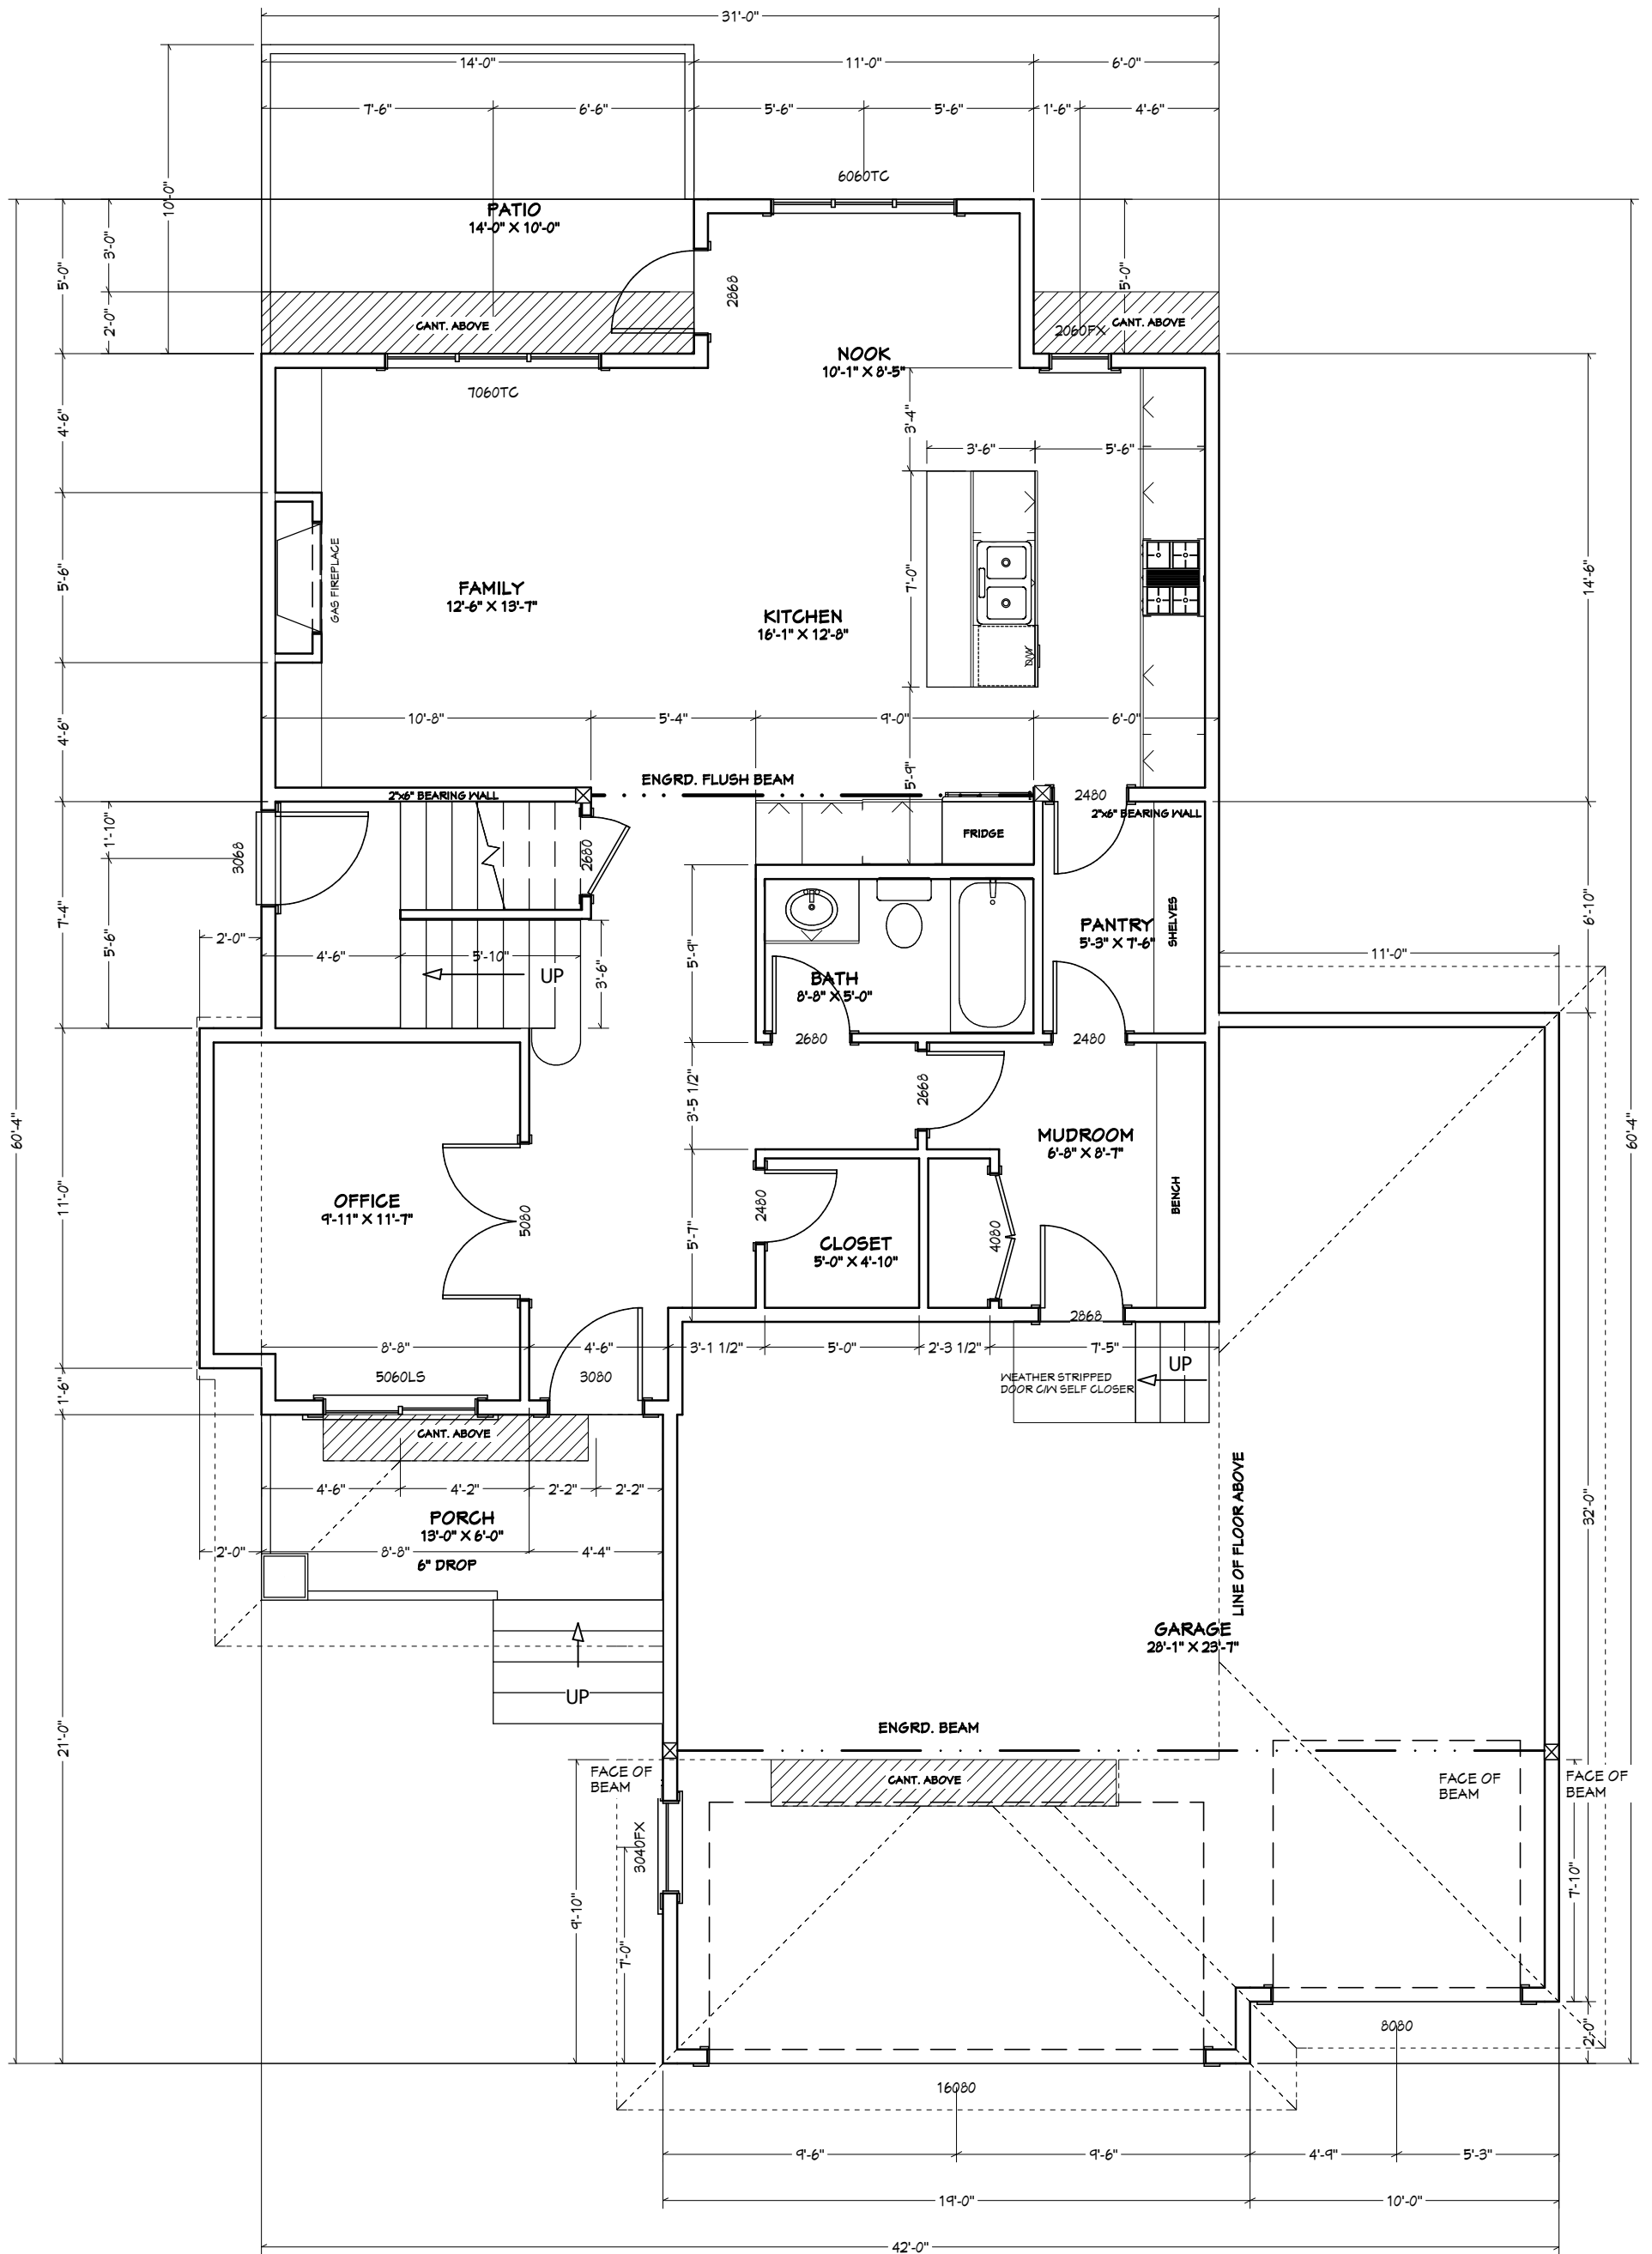 31'-0"
14'-0"
11'-0"
6'-0"
7'-6"
6'-6"
5'-6"
5'-6"
1'-6"
4'-6"
6060TC
10'-0"
PATIO
14'-0" X 10'-0"
3'-0"
5'-0"
2'-0"
2868
5'-0"
CANT. ABOVE
2060FX
CANT. ABOVE
NOOK
10'-1" X 8'-5"
7060TC
4'-6"
3'-4"
3'-6"
5'-6"
GAS FIREPLACE
5'-6"
FAMILY
12'-6" X 13'-7"
KITCHEN
16'-1" X 12'-8"
7'-0"
14'-6"
D/W
4'-6"
10'-8"
5'-4"
9'-0"
6'-0"
5'-9"
ENGRD. FLUSH BEAM
2"x6" BEARING WALL
2480
2"x6" BEARING WALL
1'-10"
3068
2680
FRIDGE
7'-4"
5'-6"
2'-0"
4'-6"
5'-10"
UP
3'-6"
5'-9"
BATH
8'-8" X 5'-0"
PANTRY
5'-3" X 7'-6"
SHELVES
6'-10"
11'-0"
2680
2480
3'-5 1/2"
2668
MUDROOM
6'-8" X 8'-7"
60'-4"
60'-4"
11'-0"
OFFICE
9'-11" X 11'-7"
5080
2480
5'-7"
CLOSET
5'-0" X 4'-10"
4080
BENCH
2868
8'-8"
4'-6"
3'-1 1/2"
5'-0"
2'-3 1/2"
7'-5"
5060LS
3080
UP
WEATHER STRIPPED
DOOR C/W SELF CLOSER
1'-6"
CANT. ABOVE
4'-6"
4'-2"
2'-2"
2'-2"
PORCH
13'-0" X 6'-0"
2'-0"
8'-8"
4'-4"
6" DROP
LINE OF FLOOR ABOVE
32'-0"
GARAGE
28'-1" X 23'-7"
UP
21'-0"
ENGRD. BEAM
FACE OF
BEAM
CANT. ABOVE
FACE OF
BEAM
FACE OF
BEAM
3040FX
9'-10"
7'-0"
7'-10"
8080
2'-0"
16080
9'-6"
9'-6"
4'-9"
5'-3"
19'-0"
10'-0"
42'-0"